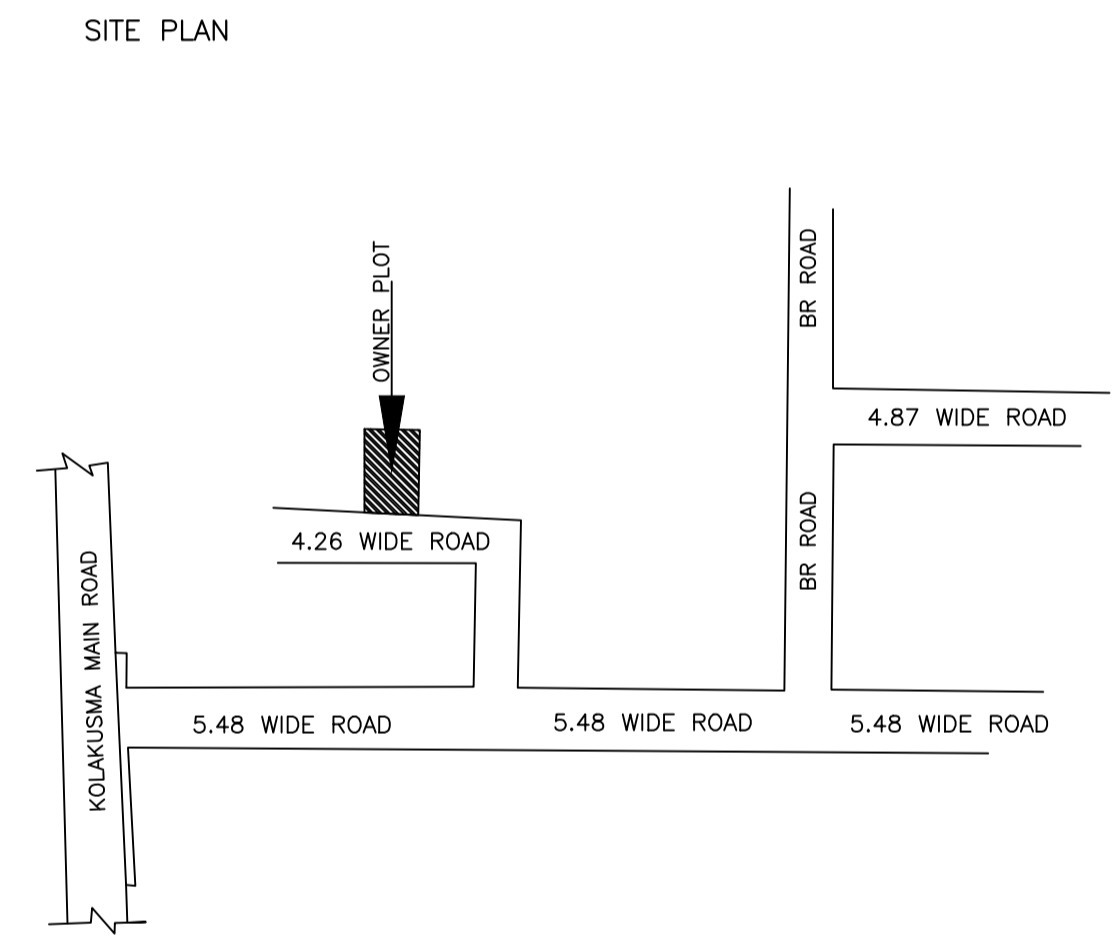 SITE PLAN
OWNER PLOT
BR ROAD
4.87 WIDE ROAD
4.26 WIDE ROAD
BR ROAD
KOLAKUSMA MAIN ROAD
5.48 WIDE ROAD
5.48 WIDE ROAD
5.48 WIDE ROAD